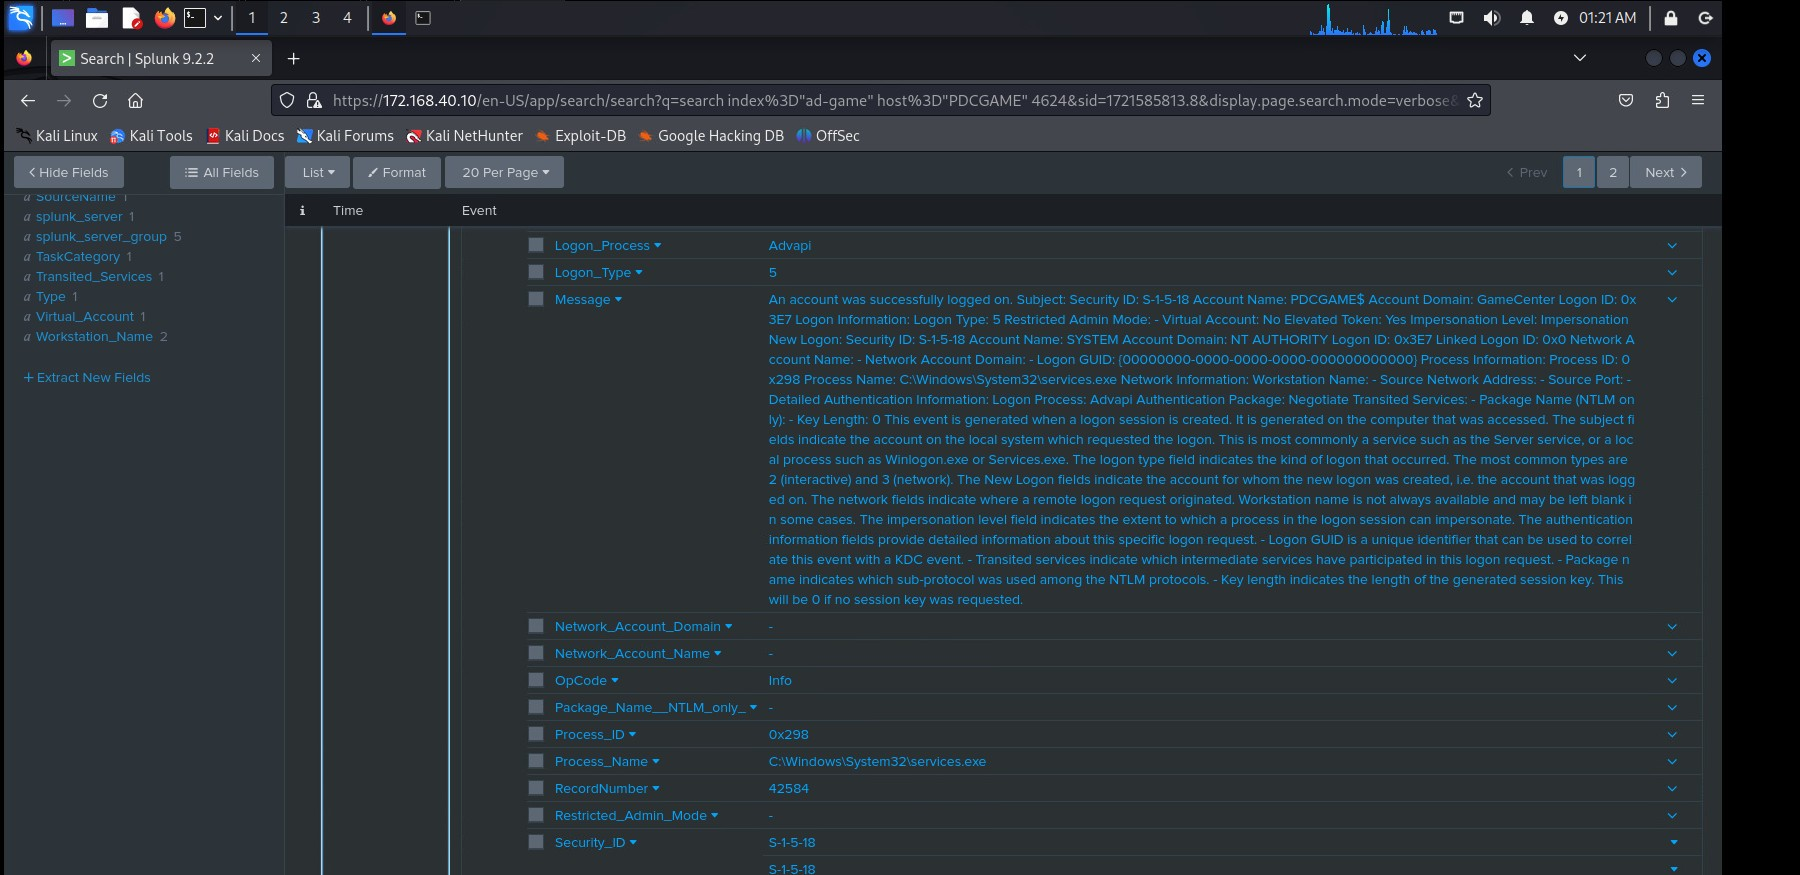 1 2 3 4
01:21 AM
Search | Splunk 9.2.2
https://172.168.40.10/en-US/app/search/search?q=search index%3D"ad-game" host%3D"PDCGAME" 4624&sid=1721585813.8&display.page.search.mode=verbose&
Kali Linux Kali Tools Kali Docs Kali Forums Kali NetHunter Exploit-DB Google Hacking DB OffSec
Hide Fields All Fields List Format 20 Per Page Prev 1 2 Next
i Time Event
a SourceName 1
a splunk_server 1
a splunk_server_group 5
a TaskCategory 1
a Transited_Services 1
a Type 1
a Virtual_Account 1
a Workstation_Name 2
+ Extract New Fields
Logon_Process Advapi
Logon_Type 5
Message An account was successfully logged on. Subject: Security ID: S-1-5-18 Account Name: PDCGAME$ Account Domain: GameCenter Logon ID: 0x
3E7 Logon Information: Logon Type: 5 Restricted Admin Mode: - Virtual Account: No Elevated Token: Yes Impersonation Level: Impersonation
New Logon: Security ID: S-1-5-18 Account Name: SYSTEM Account Domain: NT AUTHORITY Logon ID: 0x3E7 Linked Logon ID: 0x0 Network A
ccount Name: - Network Account Domain: - Logon GUID: {00000000-0000-0000-0000-000000000000} Process Information: Process ID: 0
x298 Process Name: C:\Windows\System32\services.exe Network Information: Workstation Name: - Source Network Address: - Source Port: -
Detailed Authentication Information: Logon Process: Advapi Authentication Package: Negotiate Transited Services: - Package Name (NTLM on
ly): - Key Length: 0 This event is generated when a logon session is created. It is generated on the computer that was accessed. The subject fi
elds indicate the account on the local system which requested the logon. This is most commonly a service such as the Server service, or a loc
al process such as Winlogon.exe or Services.exe. The logon type field indicates the kind of logon that occurred. The most common types are
2 (interactive) and 3 (network). The New Logon fields indicate the account for whom the new logon was created, i.e. the account that was logg
ed on. The network fields indicate where a remote logon request originated. Workstation name is not always available and may be left blank i
n some cases. The impersonation level field indicates the extent to which a process in the logon session can impersonate. The authentication
information fields provide detailed information about this specific logon request. - Logon GUID is a unique identifier that can be used to correl
ate this event with a KDC event. - Transited services indicate which intermediate services have participated in this logon request. - Package n
ame indicates which sub-protocol was used among the NTLM protocols. - Key length indicates the length of the generated session key. This
will be 0 if no session key was requested.
Network_Account_Domain -
Network_Account_Name -
OpCode Info
Package_Name__NTLM_only_ -
Process_ID 0x298
Process_Name C:\Windows\System32\services.exe
RecordNumber 42584
Restricted_Admin_Mode -
Security_ID S-1-5-18
S-1-5-18